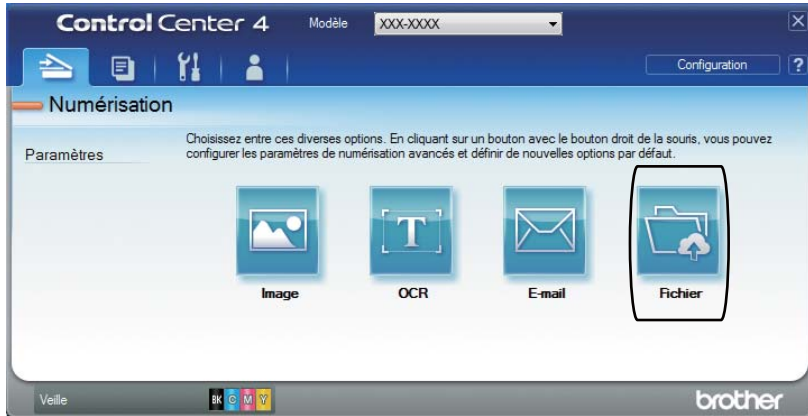 Control Center 4 Modèle XXX-XXXX
Configuration ?
Numérisation
Paramètres
Choisissez entre ces diverses options. En cliquant sur un bouton avec le bouton droit de la souris, vous pouvez
configurer les paramètres de numérisation avancés et définir de nouvelles options par défaut.
T
Image OCR E-mail Fichier
Veille BK C M Y brother